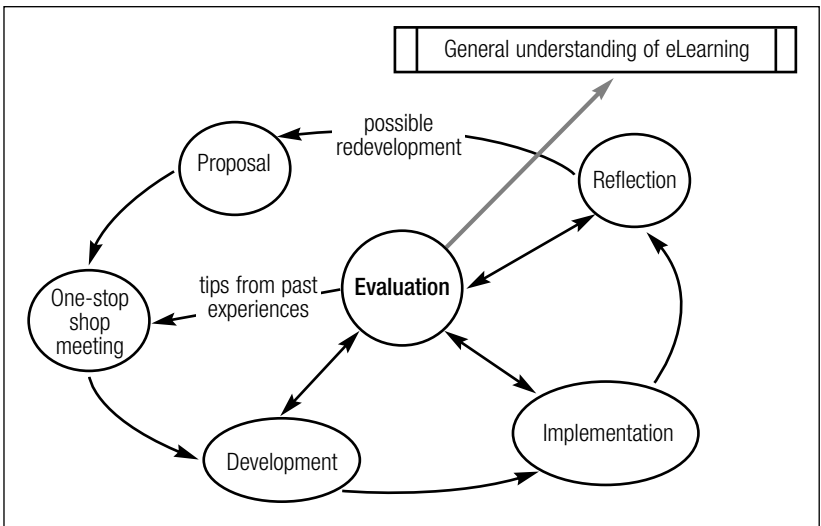 General understanding of eLearning
possible
redevelopment
Proposal
Reflection
tips from past
experiences
Evaluation
One-stop
shop
meeting
Implementation
Development